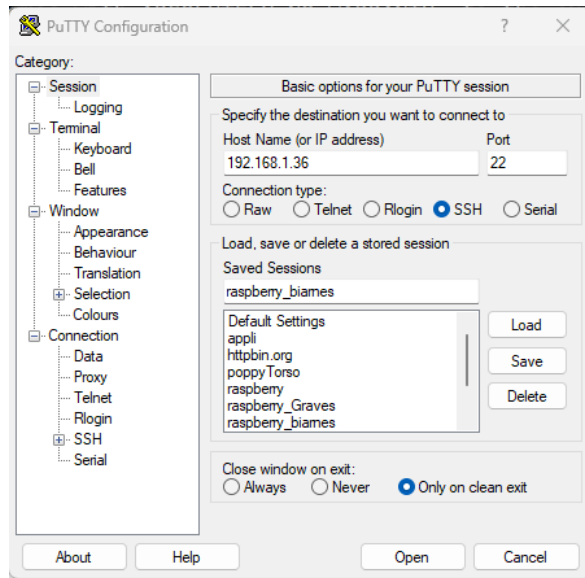 PuTTY Configuration
Category:
Session
Logging
Terminal
Keyboard
Bell
Features
Window
Appearance
Behaviour
Translation
Selection
Colours
Connection
Data
Proxy
Telnet
Rlogin
SSH
Serial
Basic options for your PuTTY session
Specify the destination you want to connect to
Host Name (or IP address) Port
192.168.1.36 22
Connection type:
Raw Telnet Rlogin SSH Serial
Load, save or delete a stored session
Saved Sessions
raspberry_biarnes
Default Settings
appli
httpbin.org
poppyTorso
raspberry
raspberry_Graves
raspberry_biarnes
Load
Save
Delete
Close window on exit:
Always Never Only on clean exit
About Help Open Cancel